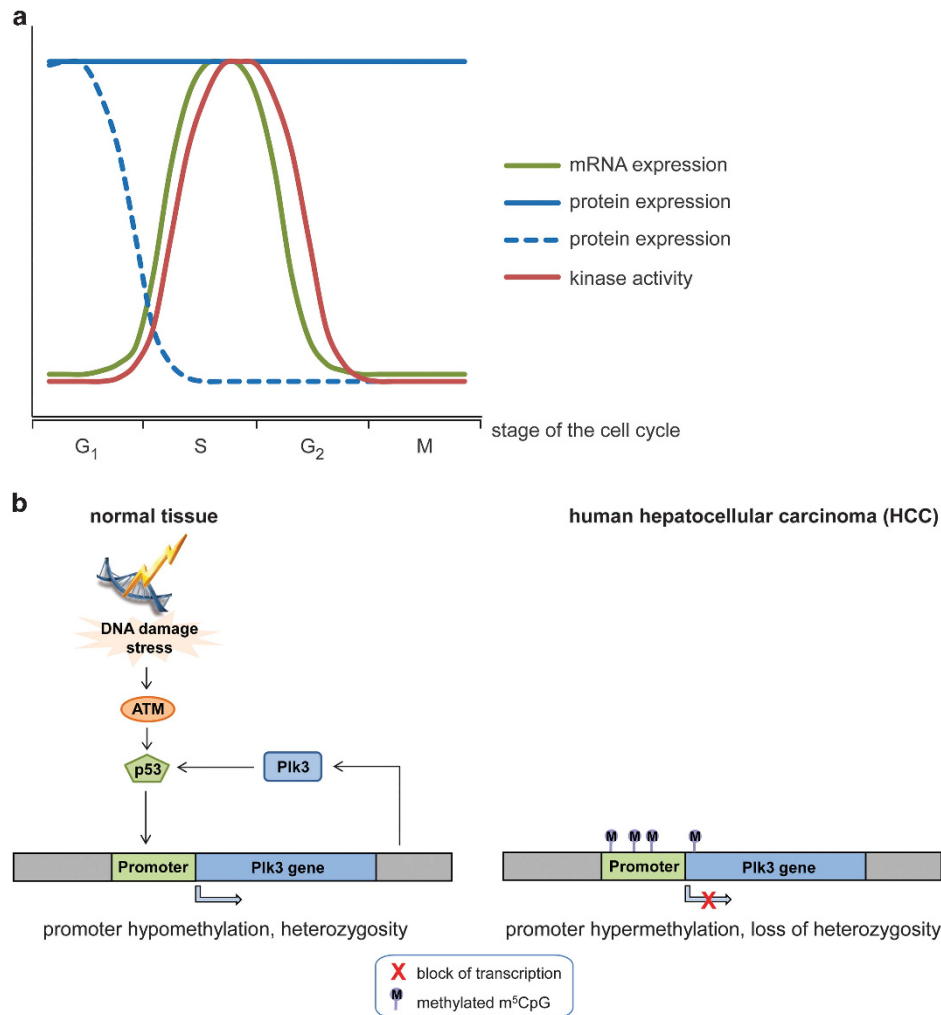 a
mRNA expression
protein expression
protein expression
kinase activity
G1 S G2 M stage of the cell cycle
b
normal tissue
human hepatocellular carcinoma (HCC)
DNA damage
stress
ATM
p53
Plk3
Promoter Plk3 gene
promoter hypomethylation, heterozygosity
M M M M
Promoter Plk3 gene
X
promoter hypermethylation, loss of heterozygosity
X block of transcription
M methylated m⁵CpG